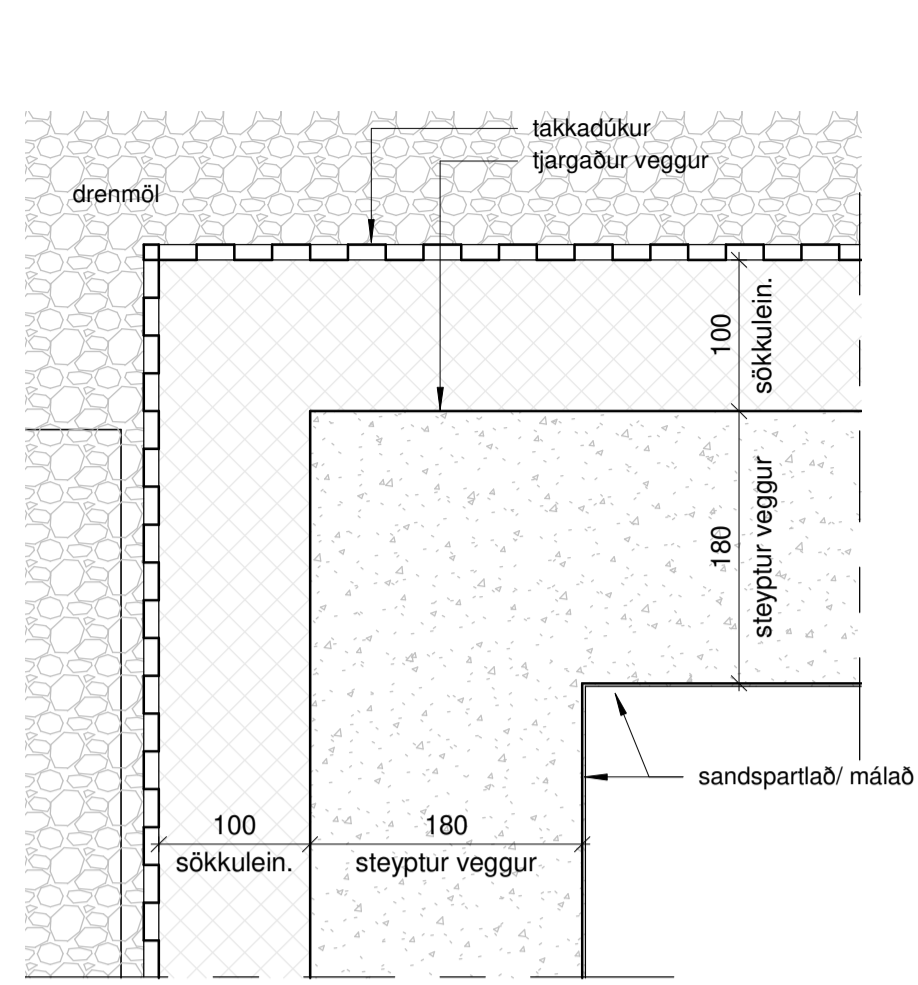 takkadúkur
tjargaður veggur
drenmöl
100
sökkulein.
180
steyptur veggur
sandspartlað/ málað
100
180
sökkulein.
steyptur veggur